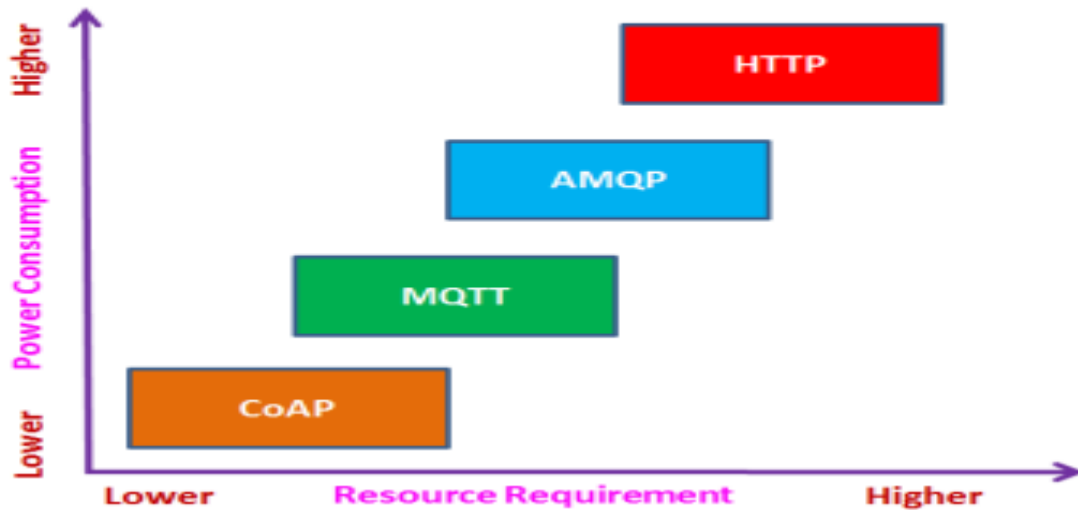 Higher
Power Consumption
Lower
HTTP
AMQP
MQTT
CoAP
Lower Resource Requirement Higher